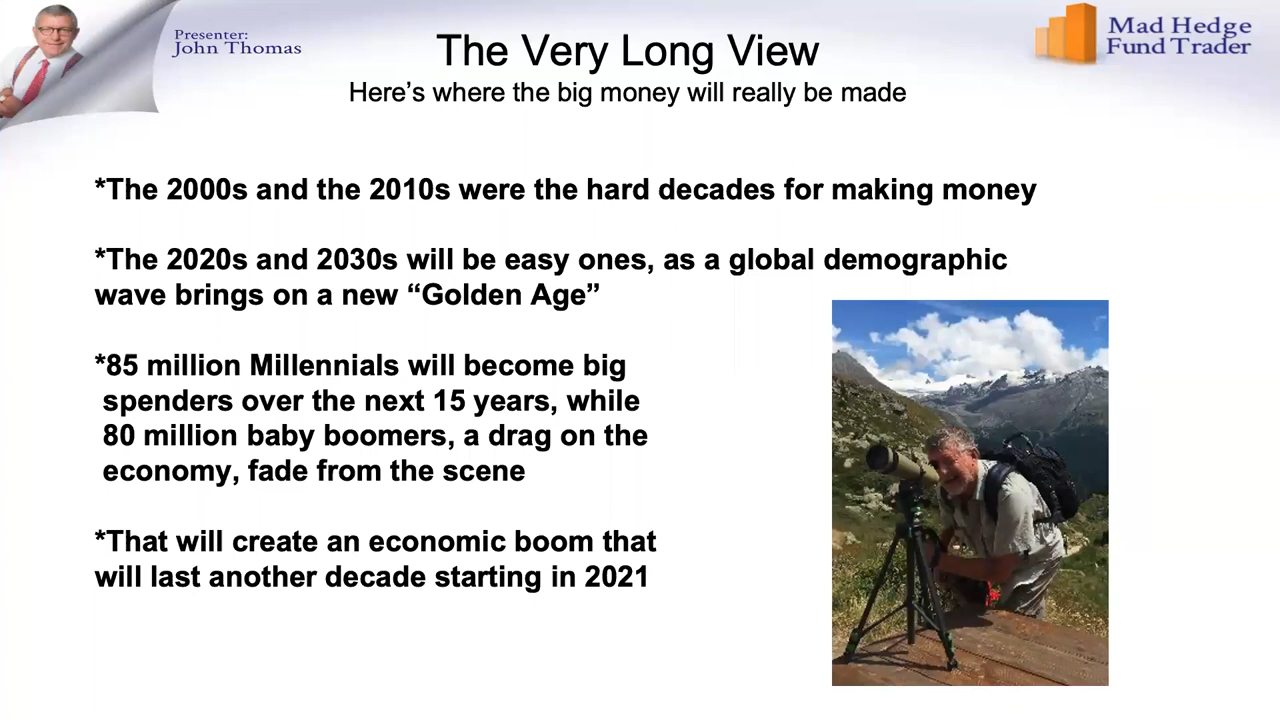 Presenter:
John Thomas
The Very Long View
Here's where the big money will really be made
Mad Hedge
Fund Trader
*The 2000s and the 2010s were the hard decades for making money
*The 2020s and 2030s will be easy ones, as a global demographic
wave brings on a new “Golden Age”
*85 million Millennials will become big
spenders over the next 15 years, while
80 million baby boomers, a drag on the
economy, fade from the scene
*That will create an economic boom that
will last another decade starting in 2021